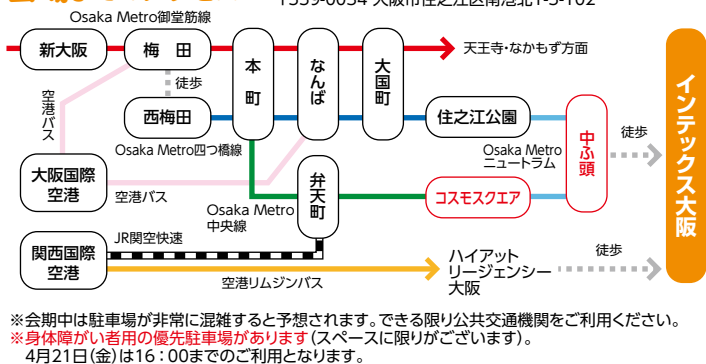 〒559-0034 大阪市住之江区南港北1-5-102
Osaka Metro御堂筋線
新大阪
梅 田
本町
なんば
大国町
天王寺・なかもず方面
空港バス
徒歩
西梅田
住之江公園
中ふ頭
徒歩
インテックス大阪
Osaka Metro四つ橋線
Osaka Metro
ニュートラム
大阪国際
空港
空港バス
弁天町
コスモスクエア
Osaka Metro
中央線
JR関空快速
関西国際
空港
空港リムジンバス
ハイアット
リージェンシー
大阪
徒歩
※会期中は駐車場が非常に混雑すると予想されます。できる限り公共交通機関をご利用ください。
※身体障がい者用の優先駐車場があります(スペースに限りがございます)。
4月21日(金)は16:00までのご利用となります。